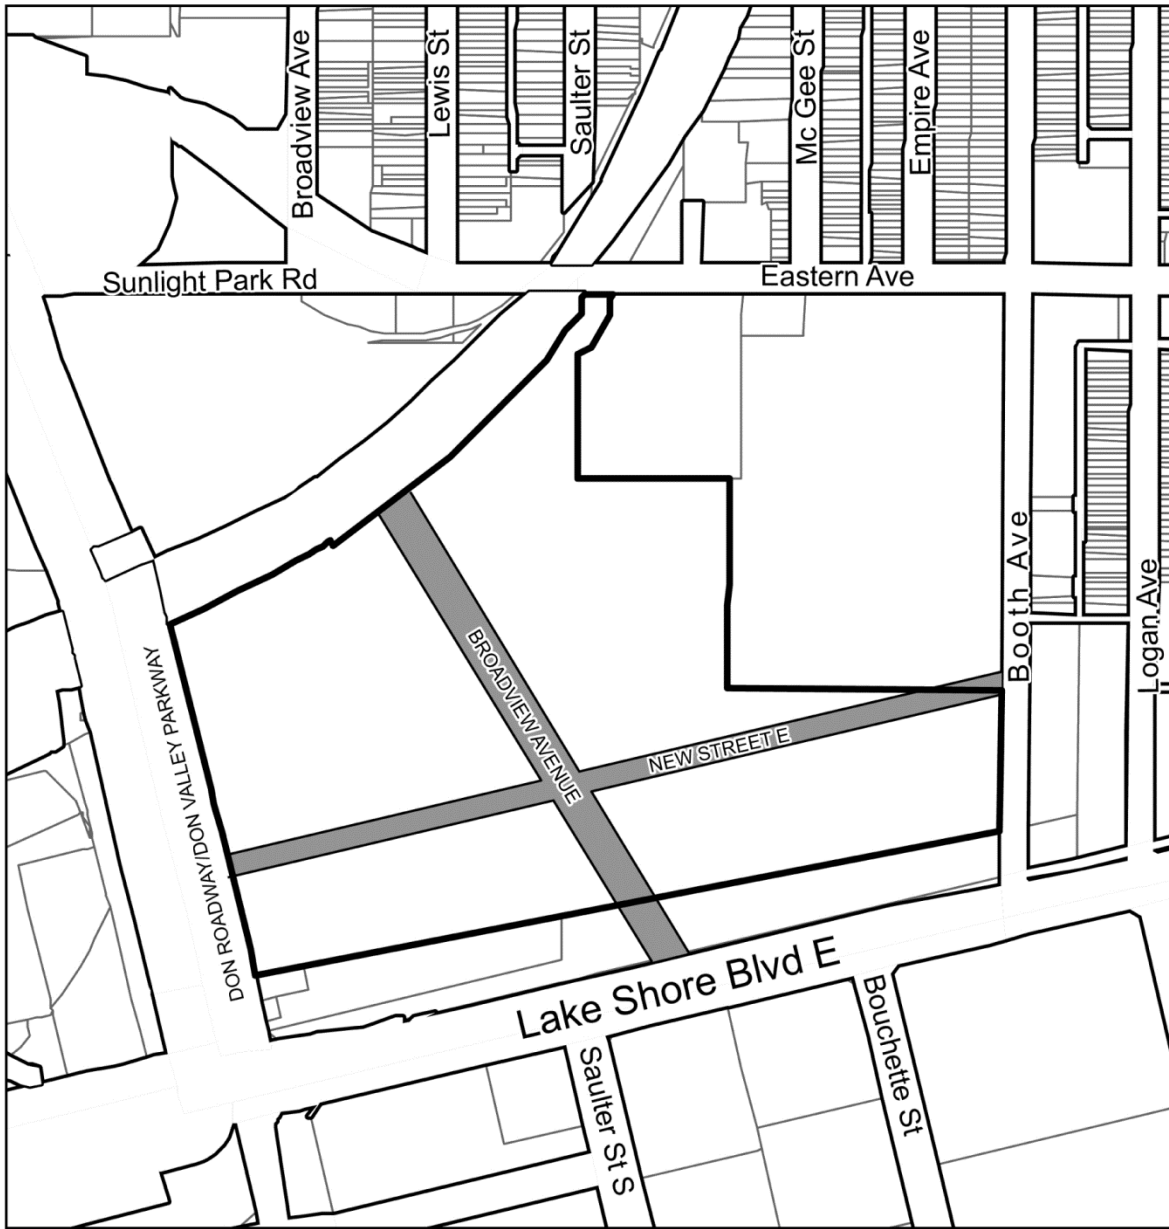 Broadview Ave
Lewis St
Saulter St
Mc Gee St
Empire Ave
Sunlight Park Rd
Eastern Ave
Booth Ave
Logan Ave
BROADVIEW AVENUE
NEW STREET E
DON ROADWAY/DON VALLEY PARKWAY
Lake Shore Blvd E
Saulter St S
Bouchette St